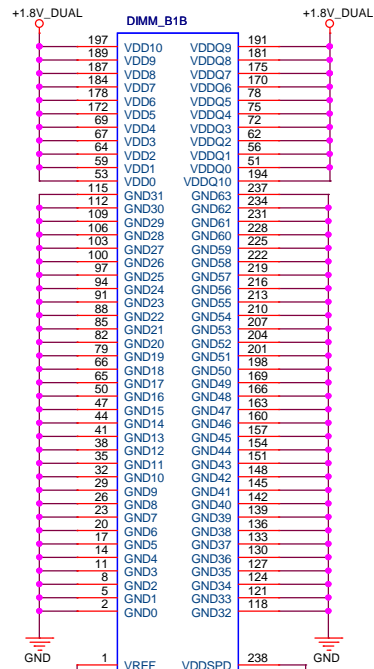 +1.8V_DUAL DIMM_B1B +1.8V_DUAL
197 VDD10 VDDQ9 191
189 VDD9 VDDQ8 181
187 VDD8 VDDQ7 175
184 VDD7 VDDQ6 170
178 VDD6 VDDQ5 78
172 VDD5 VDDQ4 75
69 VDD4 VDDQ3 72
67 VDD3 VDDQ2 62
64 VDD2 VDDQ1 56
59 VDD1 VDDQ0 51
53 VDD0 VDDQ10 194
115 GND31 GND63 237
112 GND30 GND62 234
109 GND29 GND61 231
106 GND28 GND60 228
103 GND27 GND59 225
100 GND26 GND58 222
97 GND25 GND57 219
94 GND24 GND56 216
91 GND23 GND55 213
88 GND22 GND54 210
85 GND21 GND53 207
82 GND20 GND52 204
79 GND19 GND51 201
66 GND18 GND50 198
65 GND17 GND49 169
50 GND16 GND48 166
47 GND15 GND47 163
44 GND14 GND46 160
41 GND13 GND45 157
38 GND12 GND44 154
35 GND11 GND43 151
32 GND10 GND42 148
29 GND9 GND41 145
26 GND8 GND40 142
23 GND7 GND39 139
20 GND6 GND38 136
17 GND5 GND37 133
14 GND4 GND36 130
11 GND3 GND35 127
8 GND2 GND34 124
5 GND1 GND33 121
2 GND0 GND32 118
GND GND
1 VREF VDDSPD 238